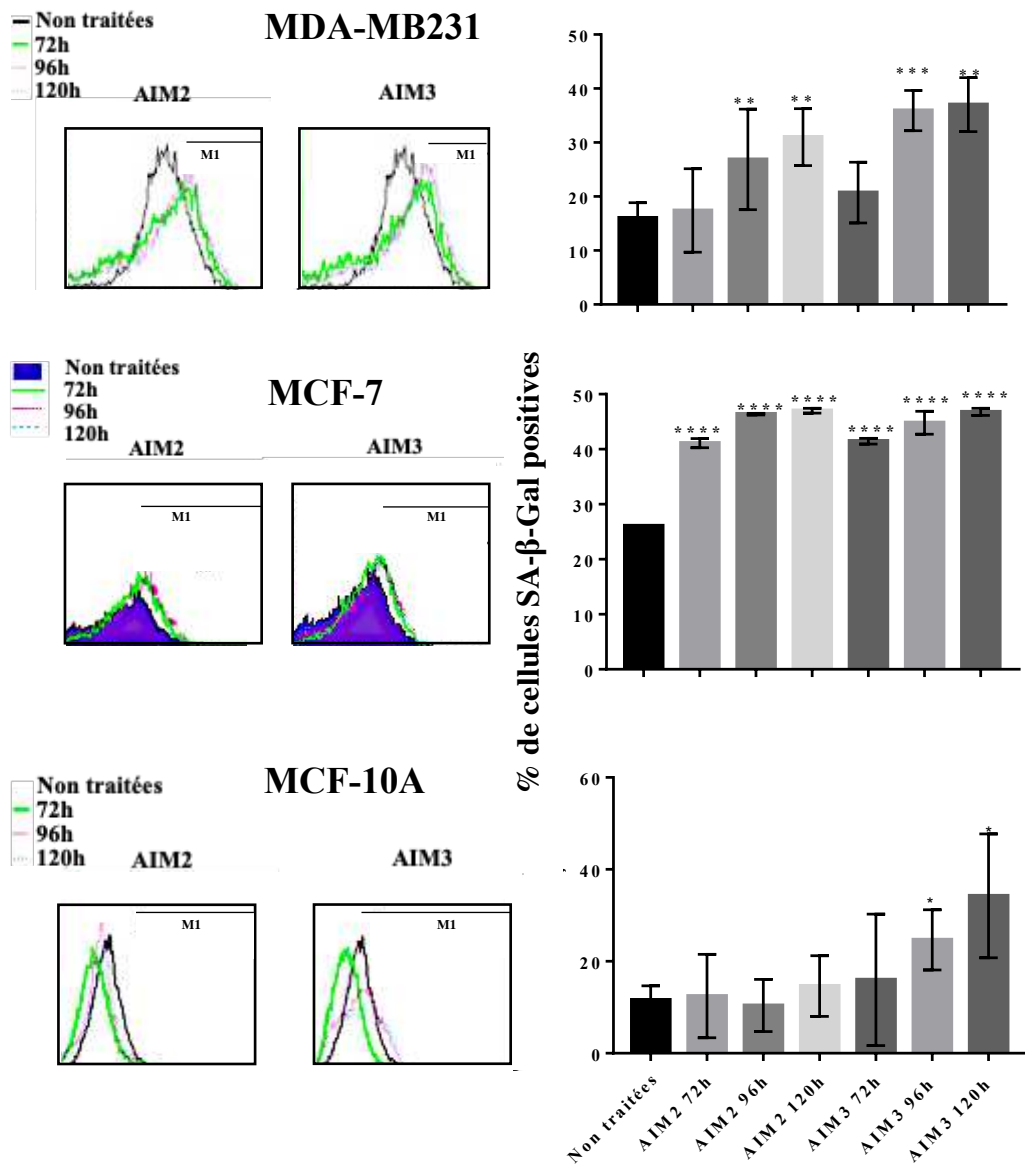 Non traitées
72h
96h
120h
MDA-MB231
AIM2
AIM3
M1
M1
50
40
30
20
10
0
** ** *** **
Non traitées
72h
96h
120h
MCF-7
AIM2
AIM3
M1
M1
% de cellules SA-β-Gal positives
50
40
30
20
10
0
**** **** **** **** **** ****
Non traitées
72h
96h
120h
MCF-10A
AIM2
AIM3
M1
M1
60
40
20
0
* *
Non traitées
AIM2 72h
AIM2 96h
AIM2 120h
AIM3 72h
AIM3 96h
AIM3 120h